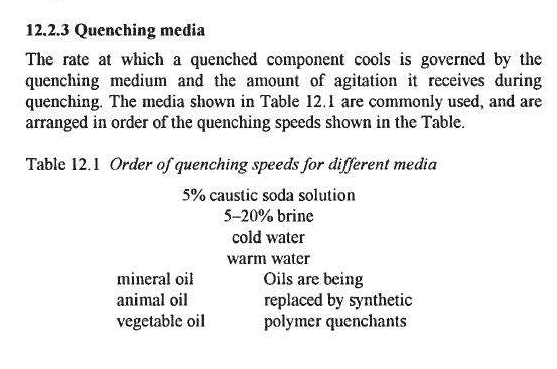 12.2.3 Quenching media
The rate at which a quenched component cools is governed by the
quenching medium and the amount of agitation it receives during
quenching. The media shown in Table 12.1 are commonly used, and are
arranged in order of the quenching speeds shown in the Table.
Table 12.1 Order of quenching speeds for different media
5% caustic soda solution
5–20% brine
cold water
warm water
mineral oil Oils are being
animal oil replaced by synthetic
vegetable oil polymer quenchants